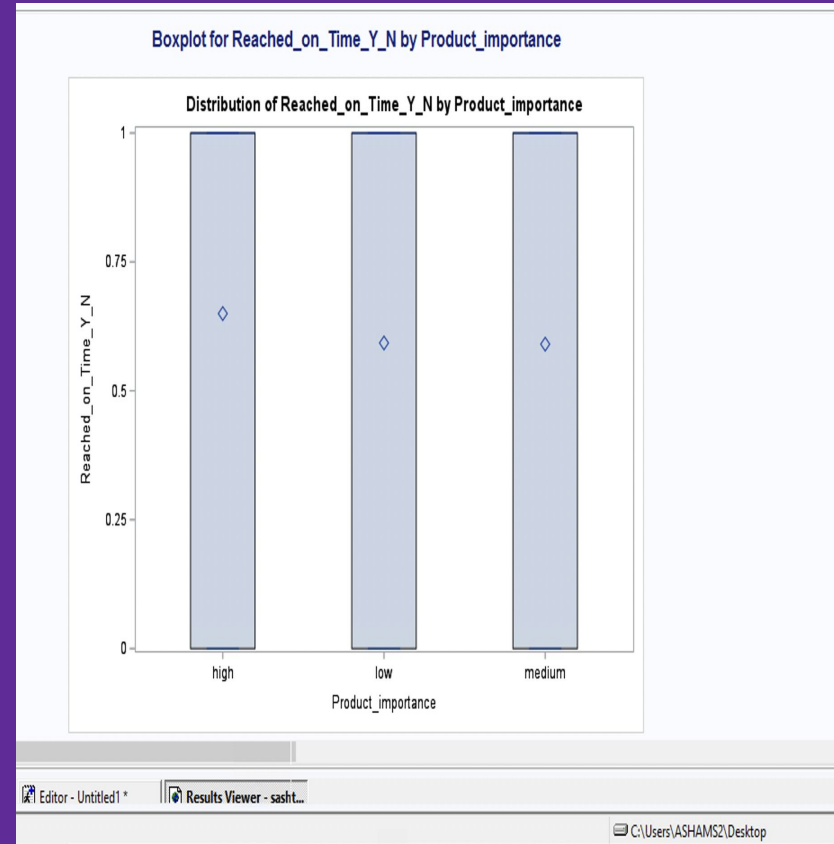 Boxplot for Reached_on_Time_Y_N by Product_importance
Distribution of Reached_on_Time_Y_N by Product_importance
1
0.75
0.5
0.25
0
Reached_on_Time_Y_N
high low medium
Product_importance
Editor - Untitled1 * Results Viewer - sasht...
C:\Users\ASHAMS2\Desktop